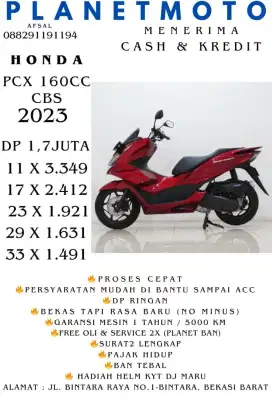 PLANETMOTO
AFSAL
088291191194
MENERIMA
CASH & KREDIT
HONDA
PCX 160CC
CBS
2023
DP 1,7JUTA
11 X 3.349
17 X 2.412
23 X 1.921
29 X 1.631
33 X 1.491
🔥PROSES CEPAT
🔥PERSYARATAN MUDAH DI BANTU SAMPAI ACC
🔥DP RINGAN
🔥BEKAS TAPI RASA BARU (NO MINUS)
🔥GARANSI MESIN 1 TAHUN / 5000 KM
🔥FREE OLI & SERVICE 2X (PLANET BAN)
🔥SURAT2 LENGKAP
🔥PAJAK HIDUP
🔥BAN TEBAL
🔥 HADIAH HELM KYT DJ MARU
ALAMAT : JL. BINTARA RAYA NO.1-BINTARA, BEKASI BARAT